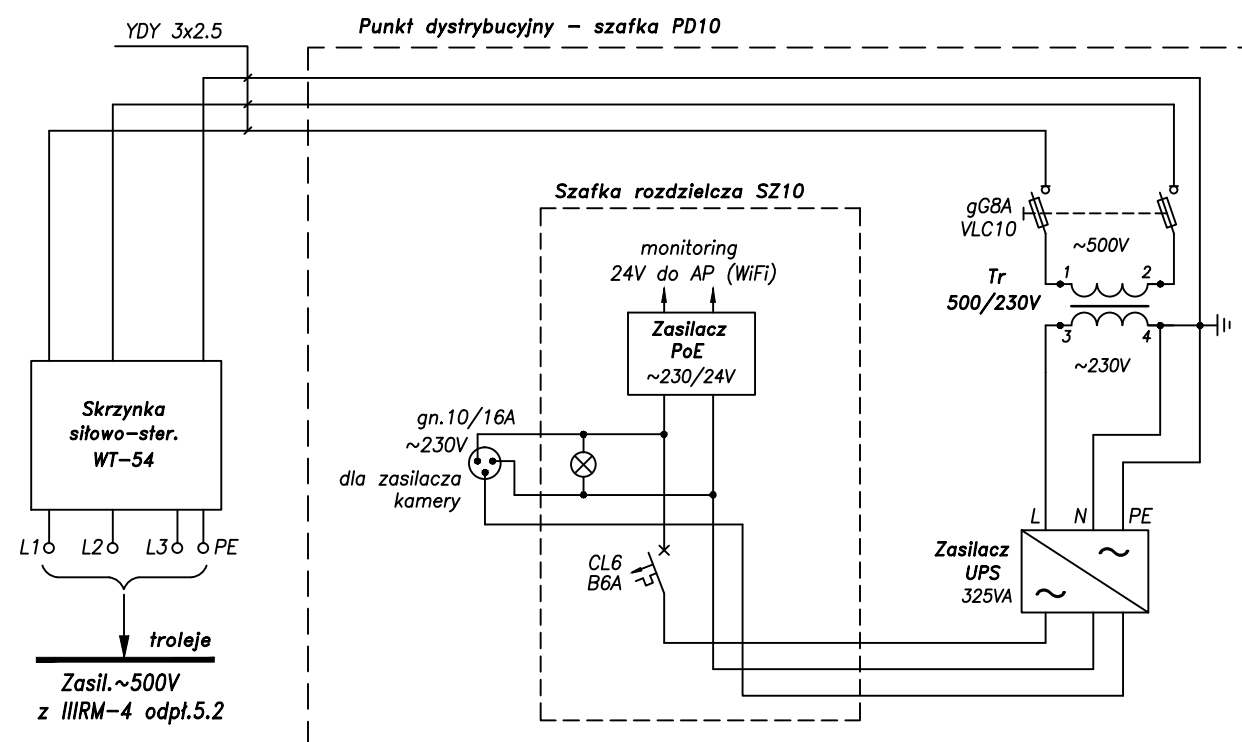 YDY 3x2.5
Punkt dystrybucyjny – szafka PD10
Szafka rozdzielcza SZ10
gG8A
VLC10
~500V
monitoring
24V do AP (WiFi)
1
2
Tr
500/230V
Zasilacz
PoE
~230/24V
3
4
~230V
Skrzynka
siłowo-ster.
WT-54
gn.10/16A
~230V
dla zasilacza
kamery
L
N
PE
L1
L2
L3
PE
CL6
B6A
Zasilacz
UPS
325VA
troleje
Zasil.~500V
z IIIRM-4 odpł.5.2